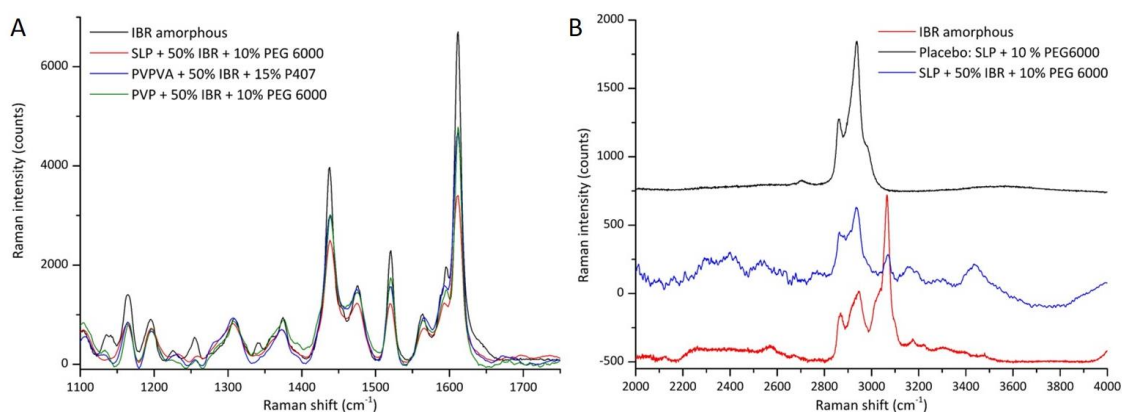 A
IBR amorphous
SLP + 50% IBR + 10% PEG 6000
PVPVA + 50% IBR + 15% P407
PVP + 50% IBR + 10% PEG 6000
Raman intensity (counts)
6000
4000
2000
0
1100 1200 1300 1400 1500 1600 1700
Raman shift (cm⁻¹)
B
IBR amorphous
Placebo: SLP + 10 % PEG6000
SLP + 50% IBR + 10% PEG 6000
Raman intensity (counts)
2000
1500
1000
500
0
-500
2000 2200 2400 2600 2800 3000 3200 3400 3600 3800 4000
Raman shift (cm⁻¹)